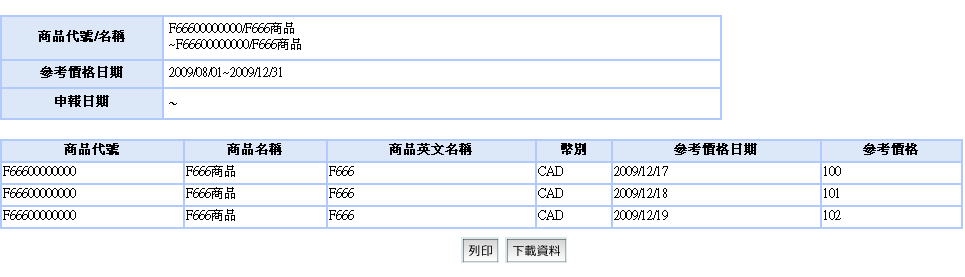 商品代號/名稱 F66600000000/F666商品
~F66600000000/F666商品
參考價格日期 2009/08/01~2009/12/31
申報日期 ~
商品代號 商品名稱 商品英文名稱 幣別 參考價格日期 參考價格
F66600000000 F666商品 F666 CAD 2009/12/17 100
F66600000000 F666商品 F666 CAD 2009/12/18 101
F66600000000 F666商品 F666 CAD 2009/12/19 102
列印 下載資料